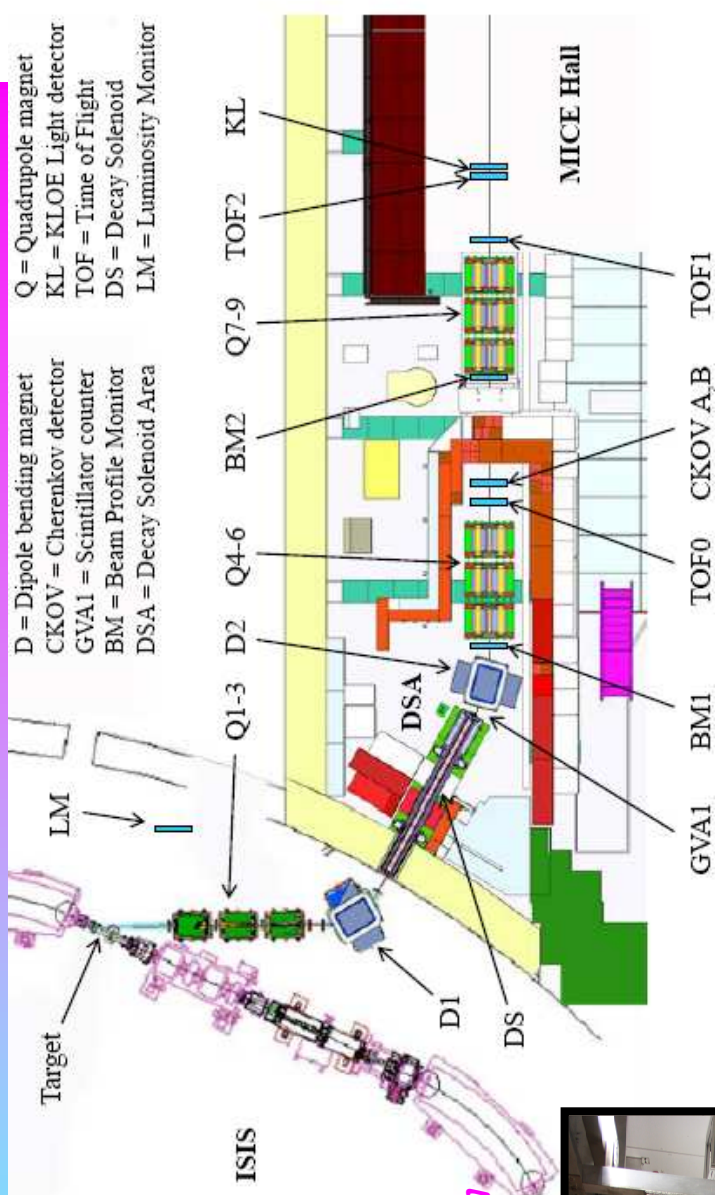 D = Dipole bending magnet
CKOV = Cherenkov detector
GVA1 = Scintillator counter
BM = Beam Profile Monitor
DSA = Decay Solenoid Area
Q = Quadrupole magnet
KL = KLOE Light detector
TOF = Time of Flight
DS = Decay Solenoid
LM = Luminosity Monitor
Target
LM
Q1-3
D2
Q4-6
BM2
Q7-9
TOF2
KL
DSA
MICE Hall
ISIS
D1
DS
GVA1
BM1
TOF0
CKOV A,B
TOF1